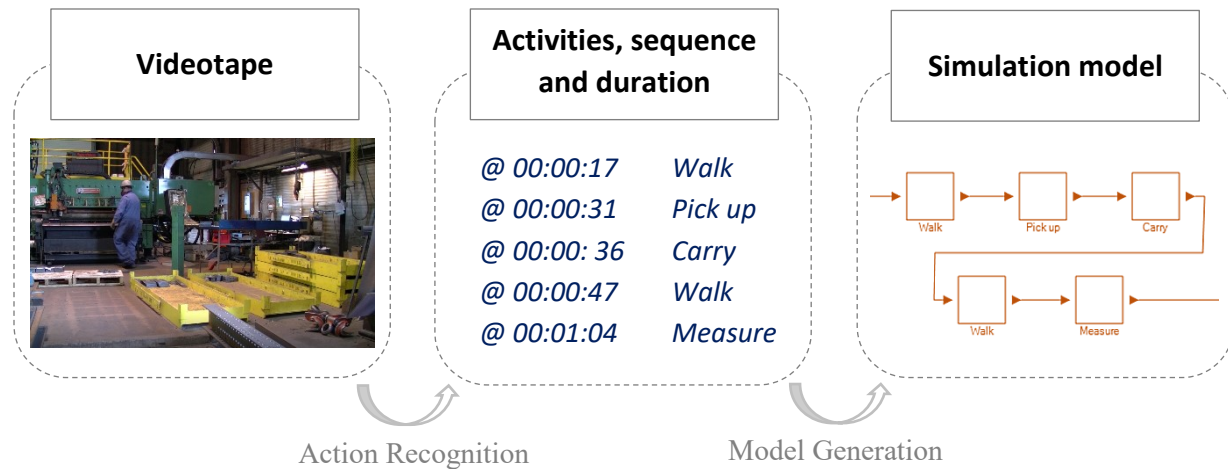 Videotape
Activities, sequence
and duration
Simulation model
@ 00:00:17 Walk
@ 00:00:31 Pick up
@ 00:00: 36 Carry
@ 00:00:47 Walk
@ 00:01:04 Measure
Walk Pick up Carry
Walk Measure
Action Recognition
Model Generation